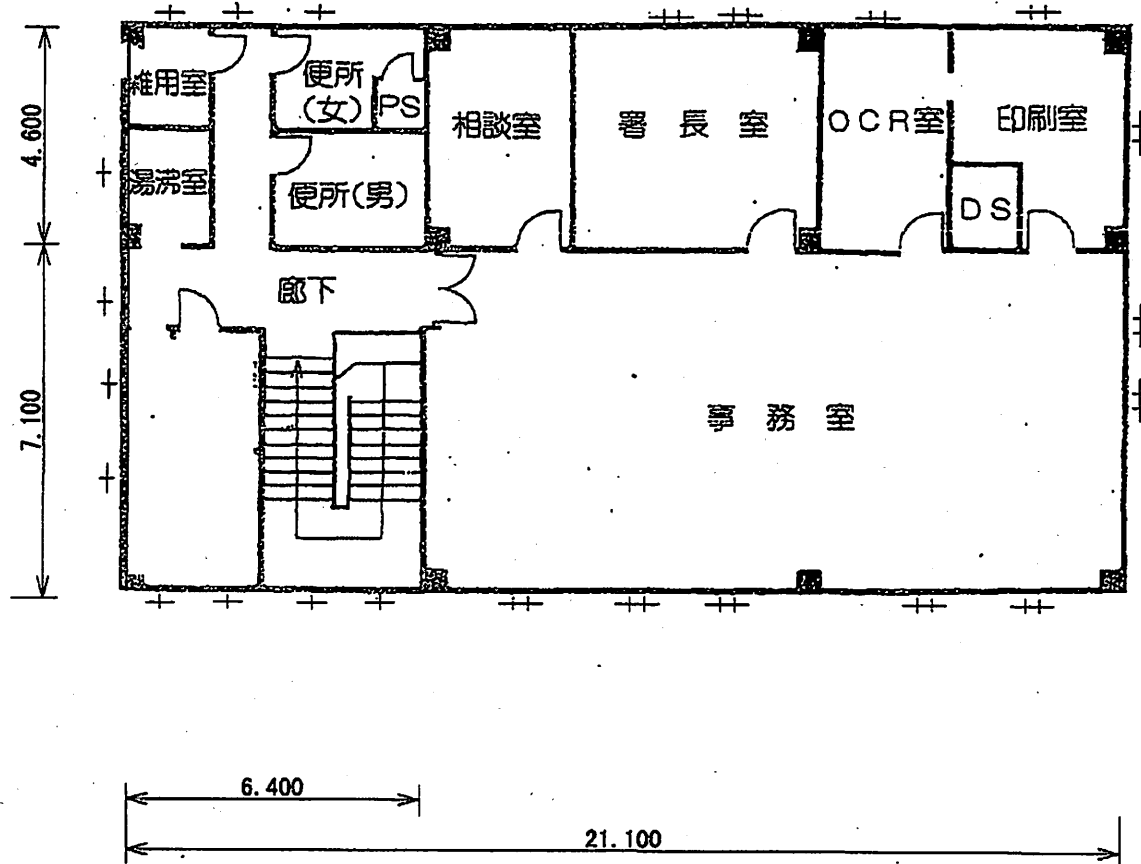 雑用室
便所
(女)
PS
相談室
署長室
OCR室
印刷室
湯沸室
便所(男)
DS
廊下
事務室
4.600
7.100
6.400
21.100